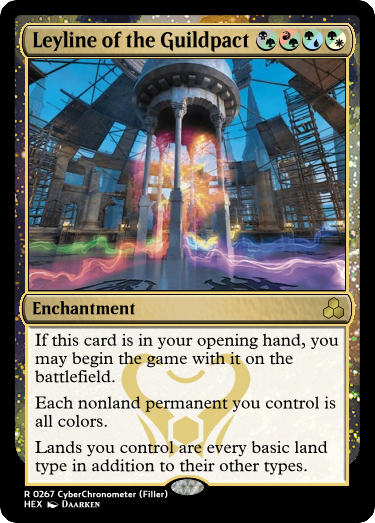 Leyline of the Guildpact
Enchantment
If this card is in your opening hand, you
may begin the game with it on the
battlefield.
Each nonland permanent you control is
all colors.
Lands you control are every basic land
type in addition to their other types.
R 0267 CyberChronometer (Filler)
HEX DAARKEN